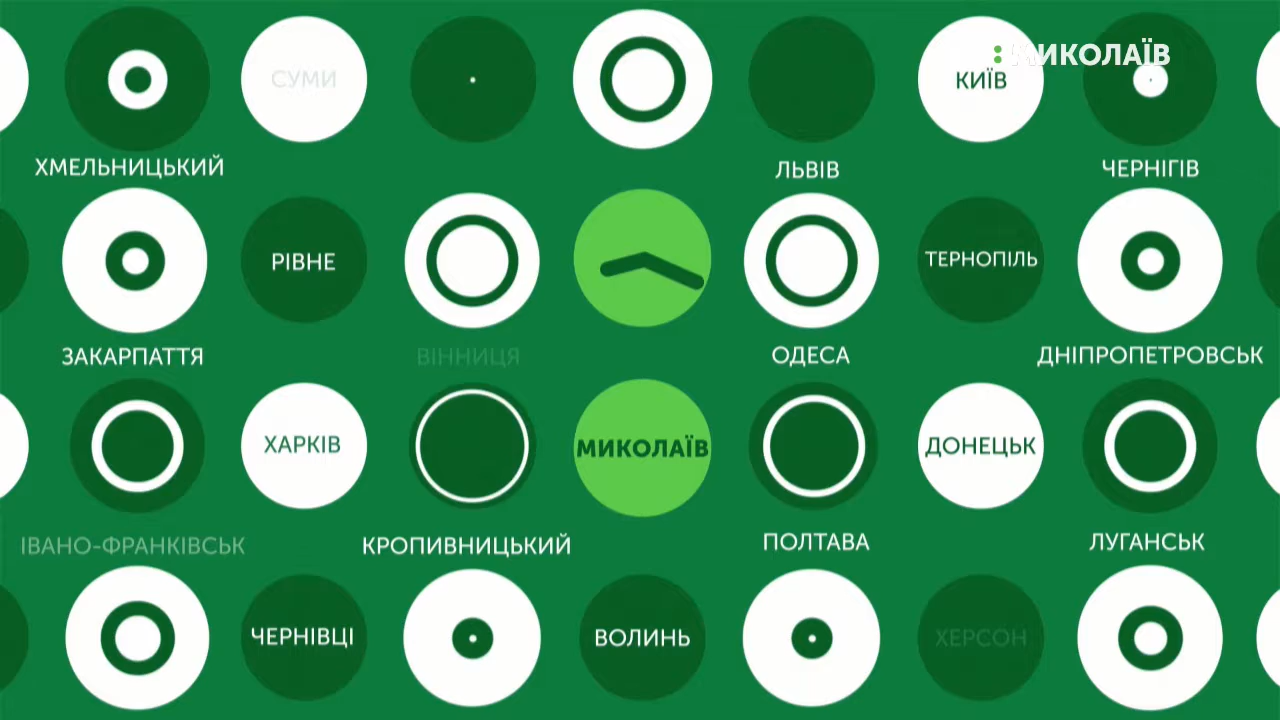 МИКОЛАЇВ
СУМИ
КИЇВ
ХМЕЛЬНИЦЬКИЙ
ЛЬВІВ
ЧЕРНІГІВ
РІВНЕ
ТЕРНОПІЛЬ
ЗАКАРПАТТЯ
ВІННИЦЯ
ОДЕСА
ДНІПРОПЕТРОВСЬК
ХАРКІВ
МИКОЛАЇВ
ДОНЕЦЬК
ІВАНО-ФРАНКІВСЬК
КРОПИВНИЦЬКИЙ
ПОЛТАВА
ЛУГАНСЬК
ЧЕРНІВЦІ
ВОЛИНЬ
ХЕРСОН